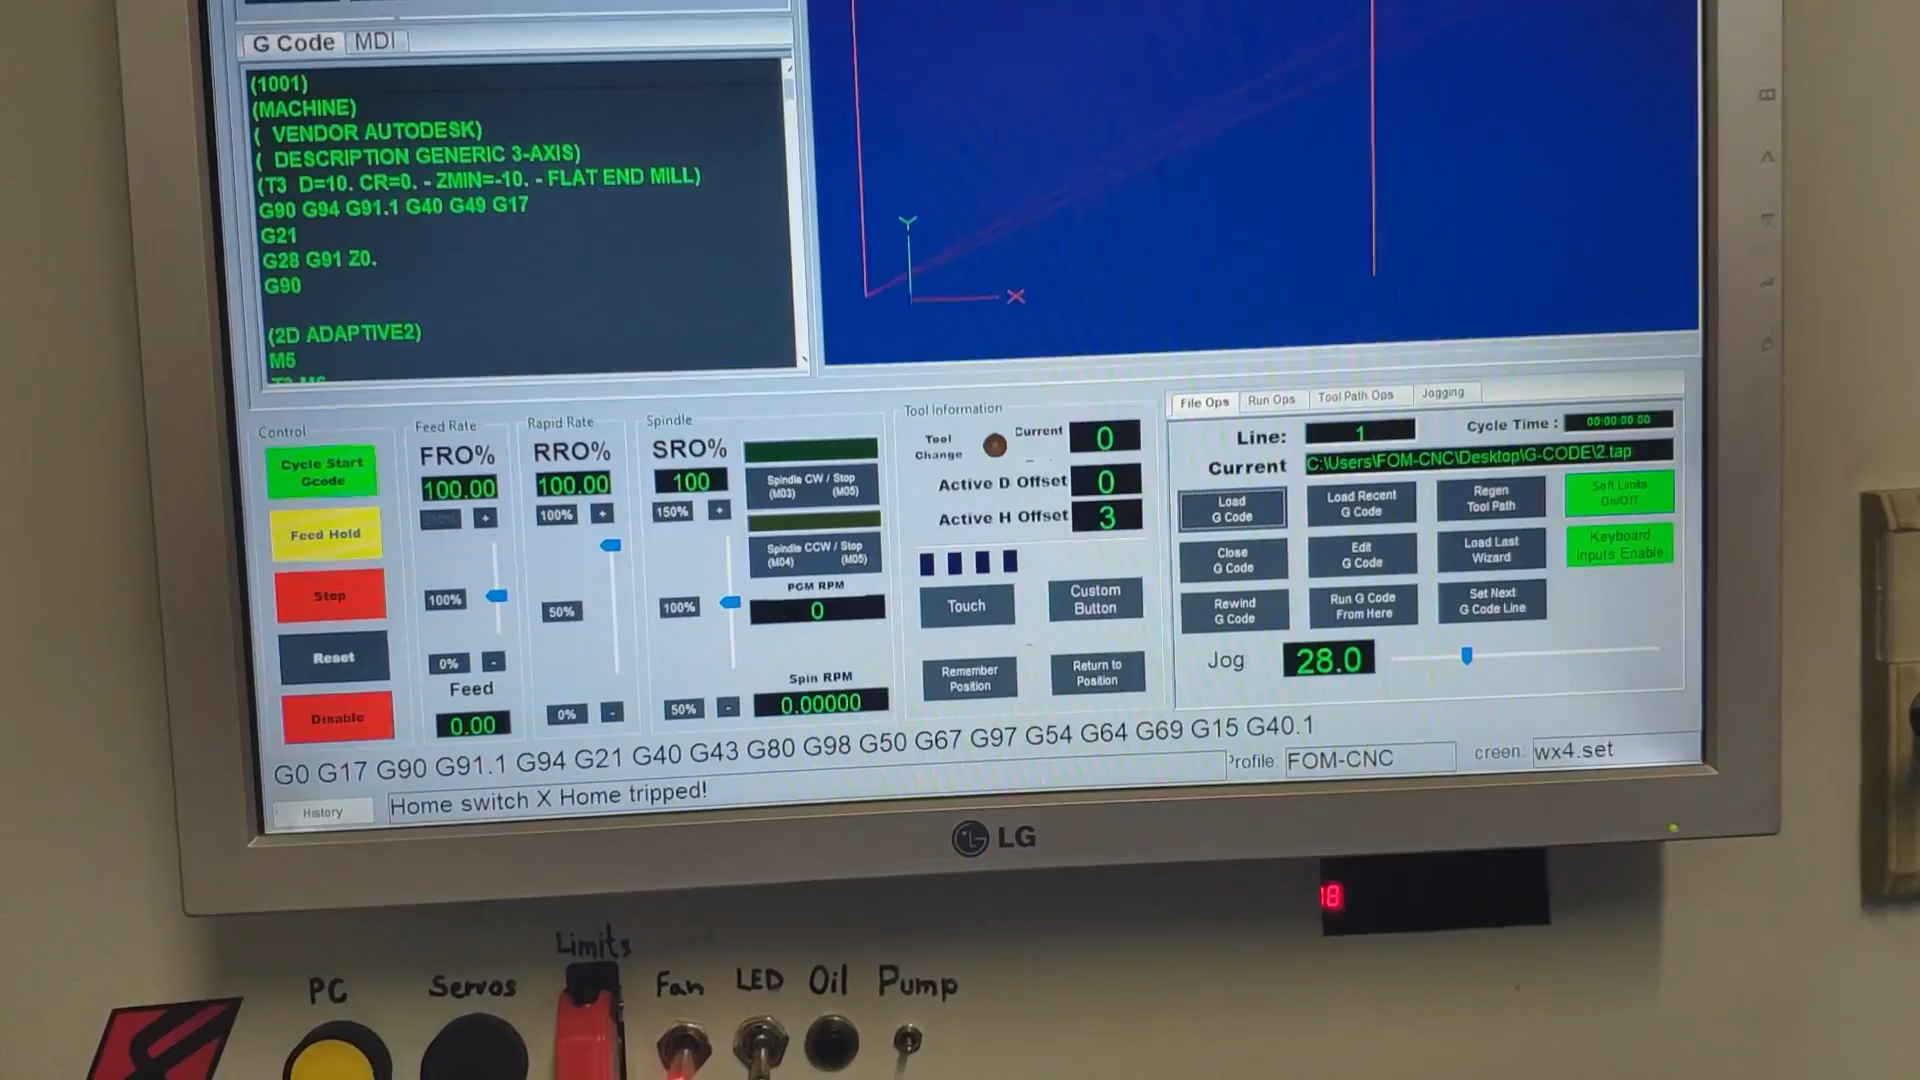 G Code MDI
(1001)
(MACHINE)
( VENDOR AUTODESK)
( DESCRIPTION GENERIC 3-AXIS)
(T3 D=10. CR=0. - ZMIN=-10. - FLAT END MILL)
G90 G94 G91.1 G40 G49 G17
G21
G28 G91 Z0.
G90
(2D ADAPTIVE2)
M5
T3 M6
Y
X
Control
Cycle Start
Gcode
Feed Hold
Stop
Reset
Disable
Feed Rate
FRO%
100.00
+
100%
0% -
Feed
0.00
Rapid Rate
RRO%
100.00
100% +
50%
0% -
Spindle
SRO%
100
150% +
100%
50% -
Spindle CW / Stop
(M03) (M05)
Spindle CCW / Stop
(M04) (M05)
PGM RPM
0
Spin RPM
0.00000
Tool Information
Tool
Change
Current 0
Active D Offset 0
Active H Offset 3
Touch
Custom
Button
Remember
Position
Return to
Position
File Ops Run Ops Tool Path Ops Jogging
Line: 1 Cycle Time : 00:00:00.00
Current C:\Users\FOM-CNC\Desktop\G-CODE\2.tap
Load
G Code
Load Recent
G Code
Regen
Tool Path
Soft Limits
On/Off
Close
G Code
Edit
G Code
Load Last
Wizard
Keyboard
Inputs Enable
Rewind
G Code
Run G Code
From Here
Set Next
G Code Line
Jog 28.0
G0 G17 G90 G91.1 G94 G21 G40 G43 G80 G98 G50 G67 G97 G54 G64 G69 G15 G40.1
History Home switch X Home tripped! Profile: FOM-CNC creen: wx4.set
LG
18
PC Servos Limits Fan LED Oil Pump